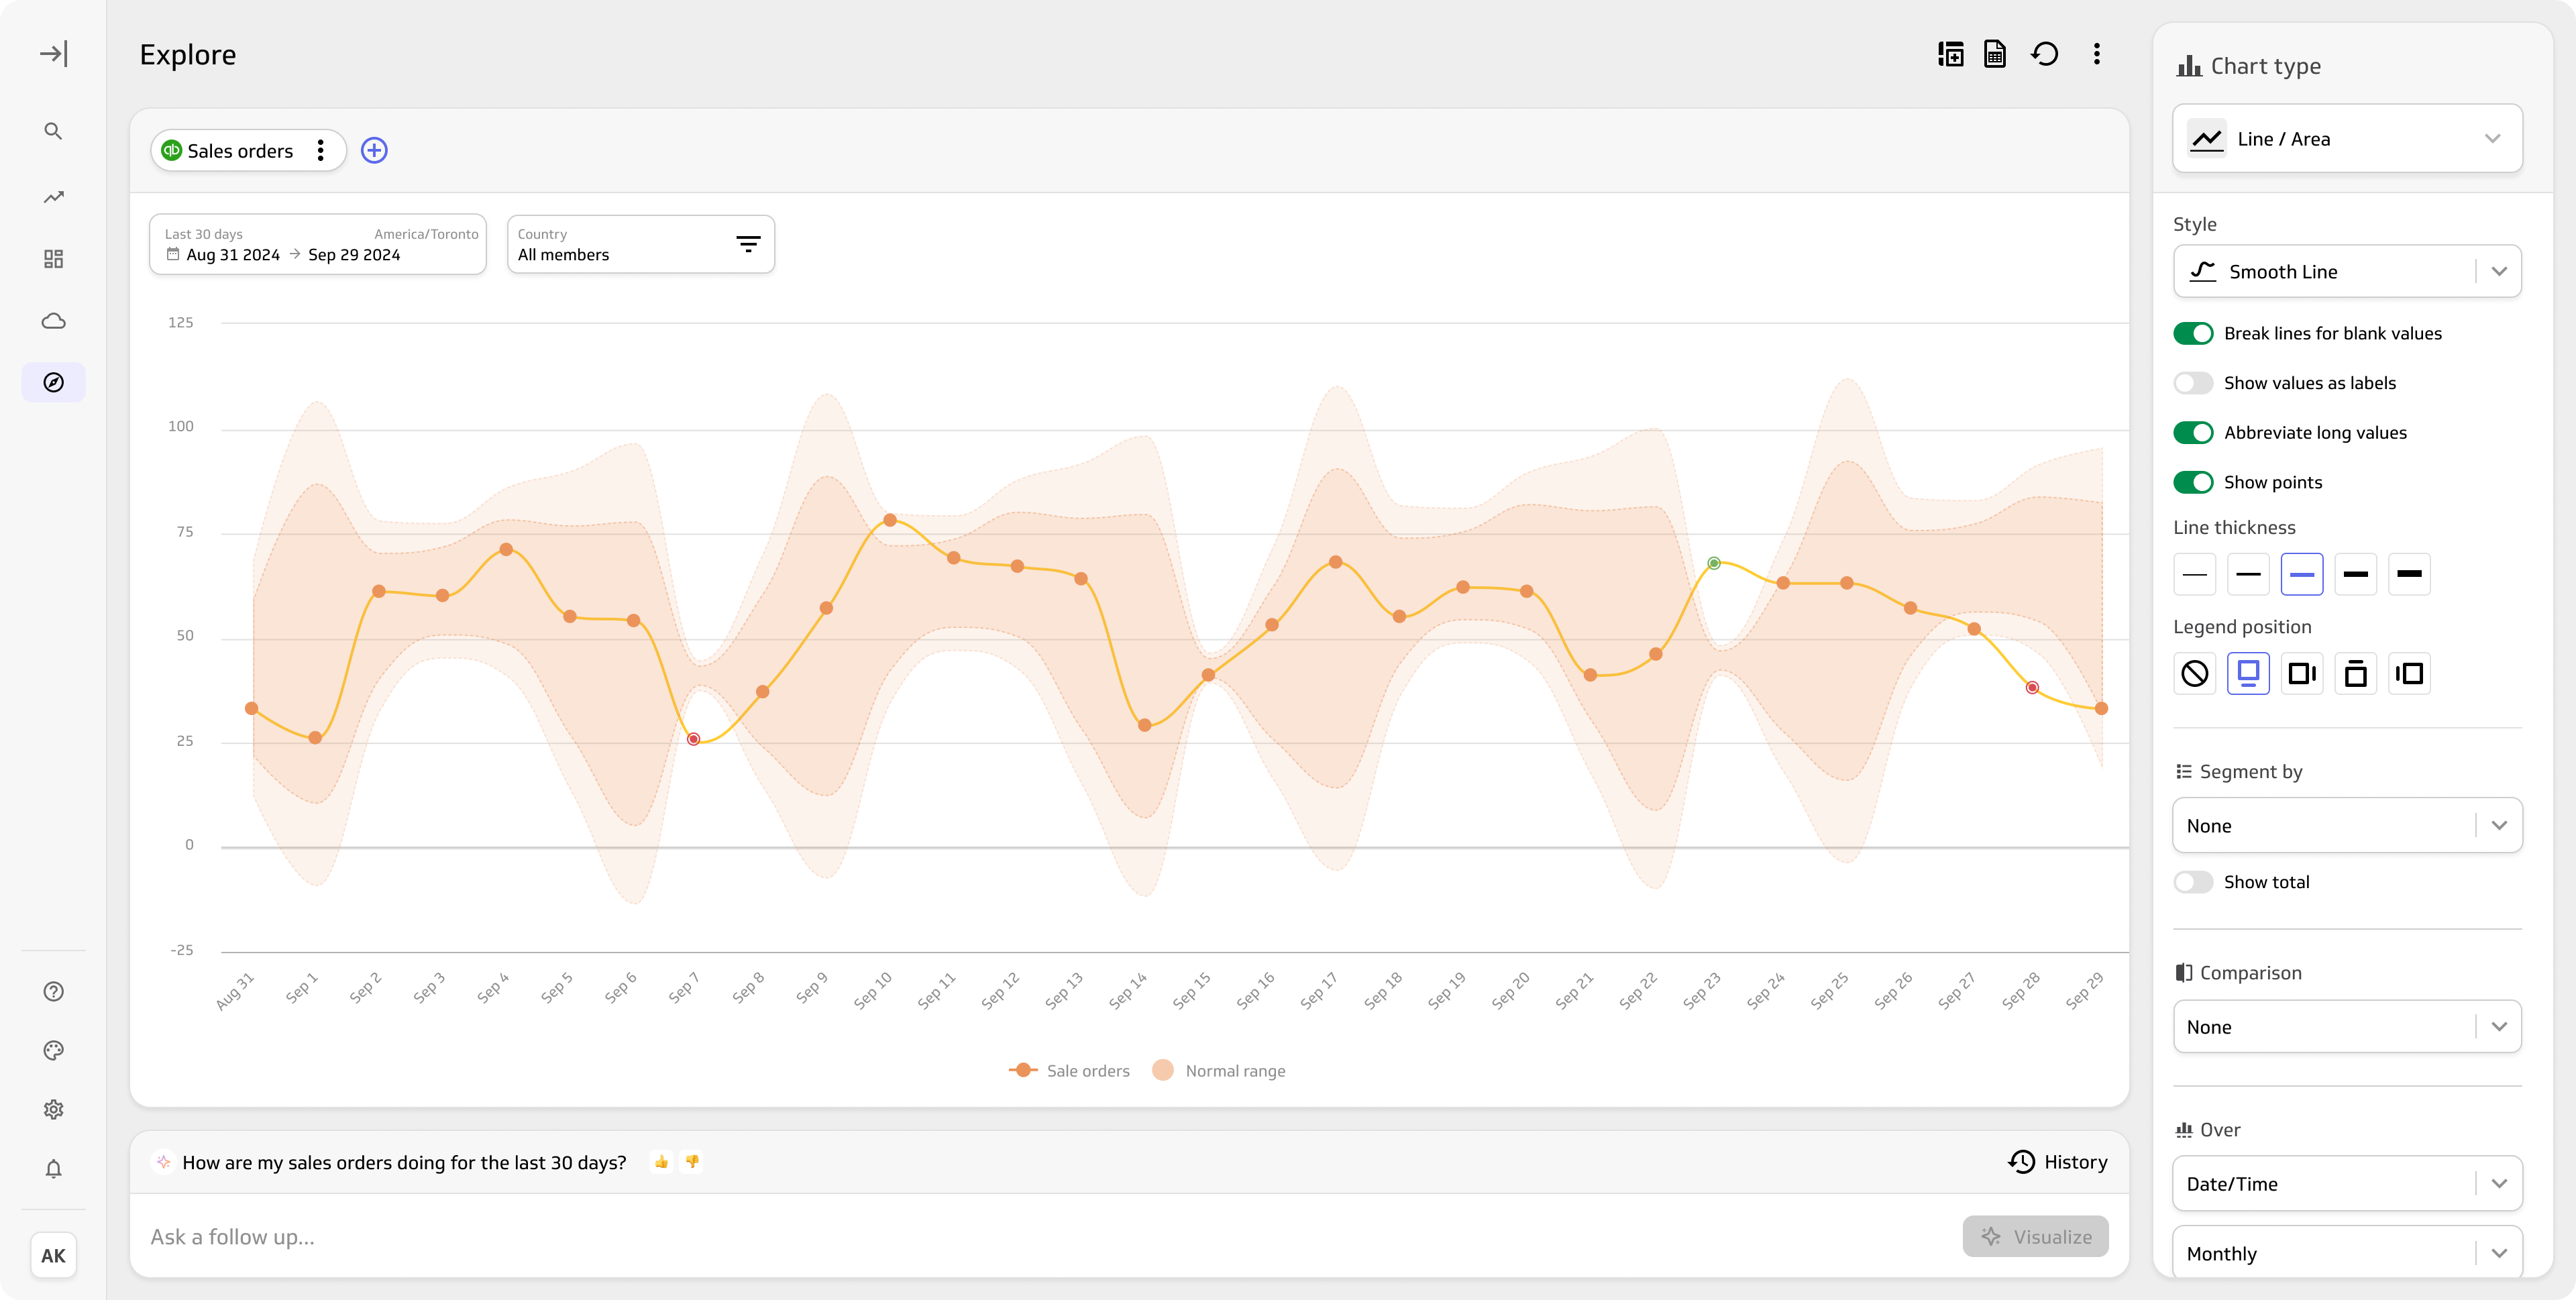 Explore
qb Sales orders
Last 30 days America/Toronto
Aug 31 2024 → Sep 29 2024
Country
All members
125
100
75
50
25
0
-25
Aug 31 Sep 1 Sep 2 Sep 3 Sep 4 Sep 5 Sep 6 Sep 7 Sep 8 Sep 9 Sep 10 Sep 11 Sep 12 Sep 13 Sep 14 Sep 15 Sep 16 Sep 17 Sep 18 Sep 19 Sep 20 Sep 21 Sep 22 Sep 23 Sep 24 Sep 25 Sep 26 Sep 27 Sep 28 Sep 29
Sale orders Normal range
How are my sales orders doing for the last 30 days?
History
Ask a follow up...
Visualize
AK
Chart type
Line / Area
Style
Smooth Line
Break lines for blank values
Show values as labels
Abbreviate long values
Show points
Line thickness
Legend position
Segment by
None
Show total
Comparison
None
Over
Date/Time
Monthly